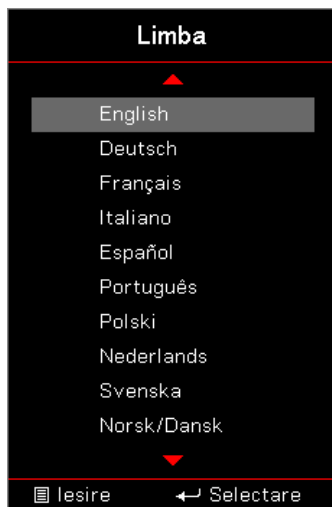 Limba
English
Deutsch
Français
Italiano
Español
Português
Polski
Nederlands
Svenska
Norsk/Dansk
Iesire Selectare